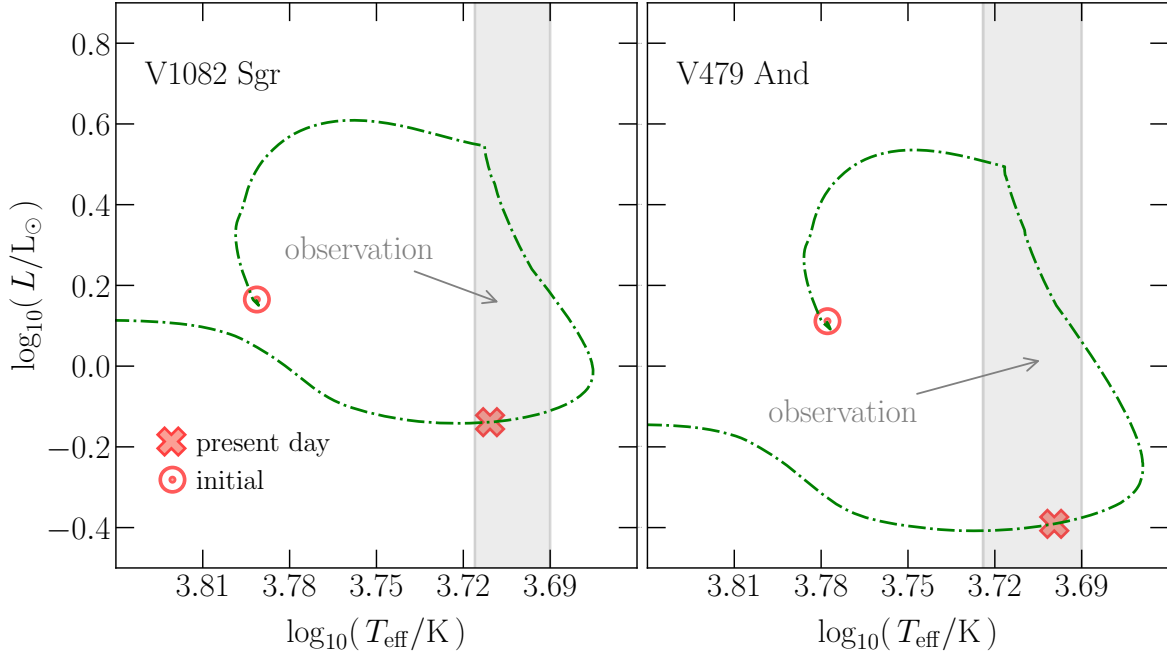 V1082 Sgr
V479 And
0.8
0.6
0.4
0.2
0.0
−0.2
−0.4
log₁₀(L/L⊙)
observation
observation
present day
initial
3.81 3.78 3.75 3.72 3.69
3.81 3.78 3.75 3.72 3.69
log₁₀(T_eff/K)
log₁₀(T_eff/K)